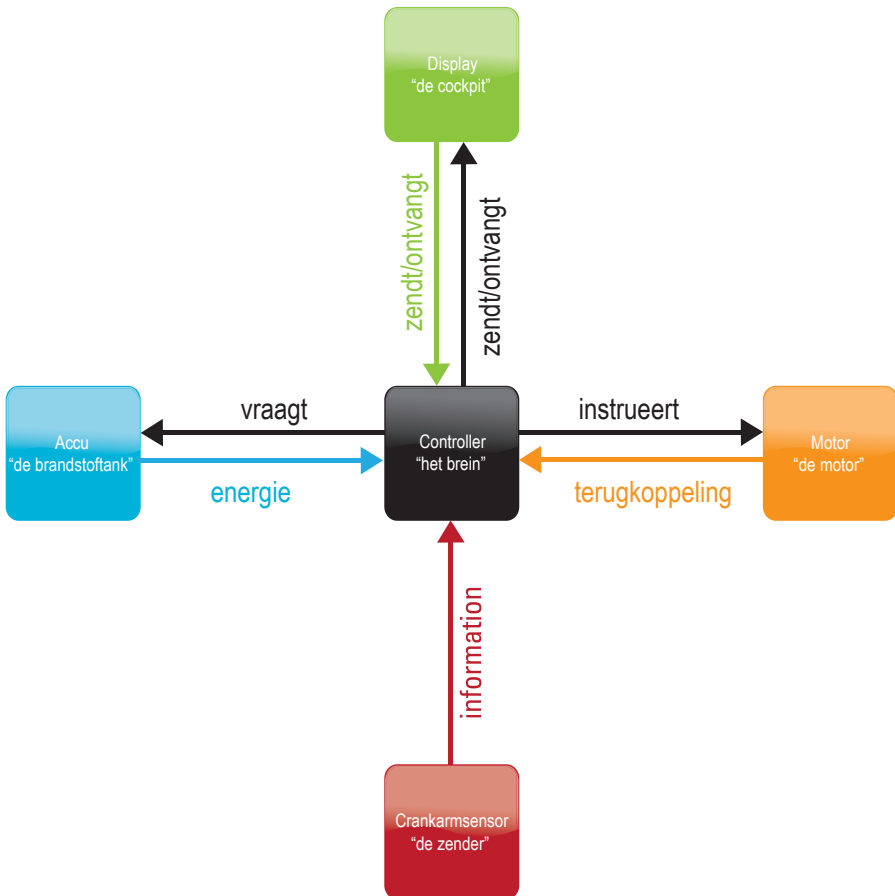 Display
“de cockpit”
zendt/ontvangt
zendt/ontvangt
vraagt
instrueert
Accu
“de brandstoftank”
Controller
“het brein”
Motor
“de motor”
energie
terugkoppeling
information
Crankarmsensor
“de zender”